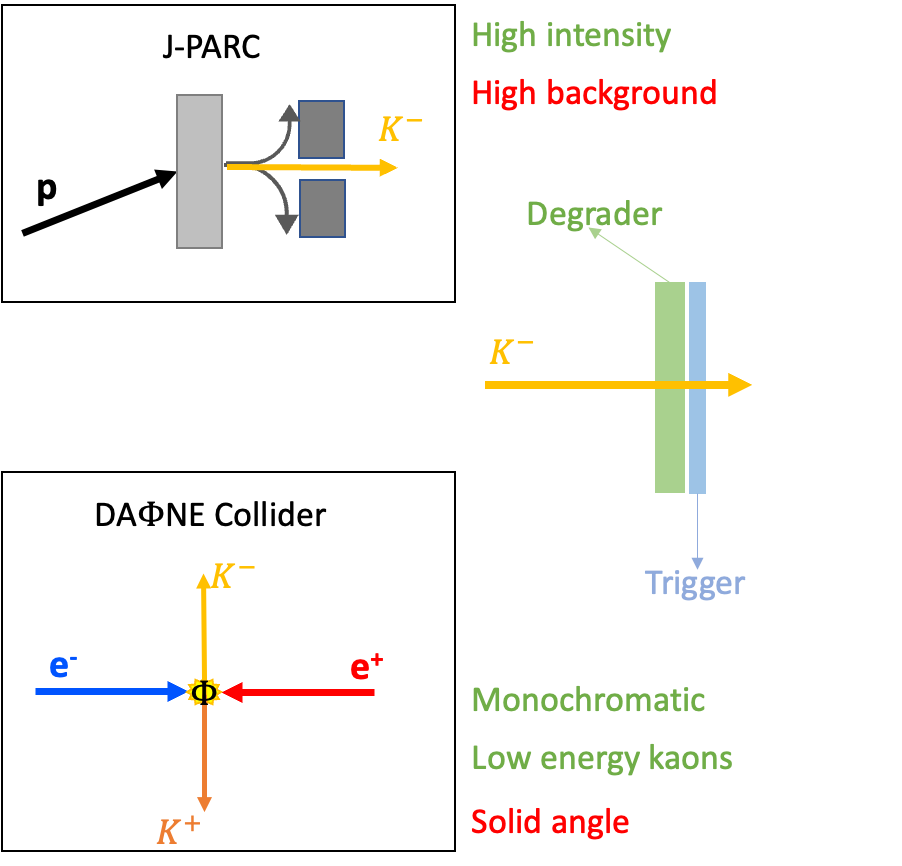 J-PARC
p
K⁻
High intensity
High background
Degrader
K⁻
Trigger
DAΦNE Collider
K⁻
e⁻
e⁺
Φ
K⁺
Monochromatic
Low energy kaons
Solid angle